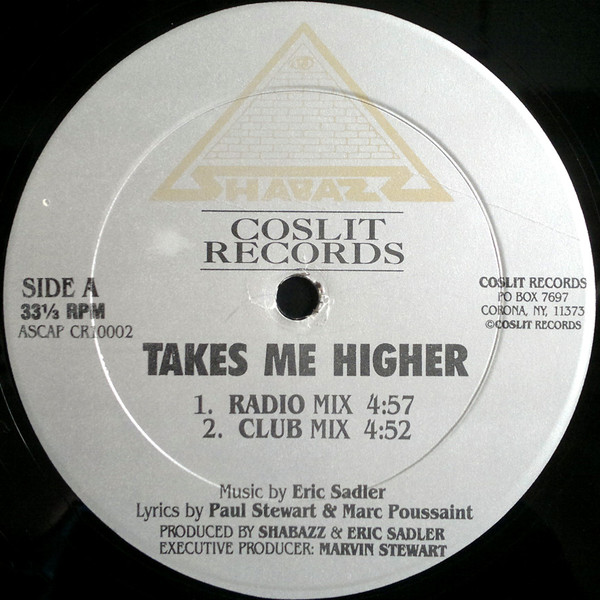 SHABAZZ
COSLIT
RECORDS
SIDE A
33⅓ RPM
ASCAP CR10002
COSLIT RECORDS
PO BOX 7697
CORONA, NY, 11373
©COSLIT RECORDS
TAKES ME HIGHER
1. RADIO MIX 4:57
2. CLUB MIX 4:52
Music by Eric Sadler
Lyrics by Paul Stewart & Marc Poussaint
PRODUCED BY SHABAZZ & ERIC SADLER
EXECUTIVE PRODUCER: MARVIN STEWART